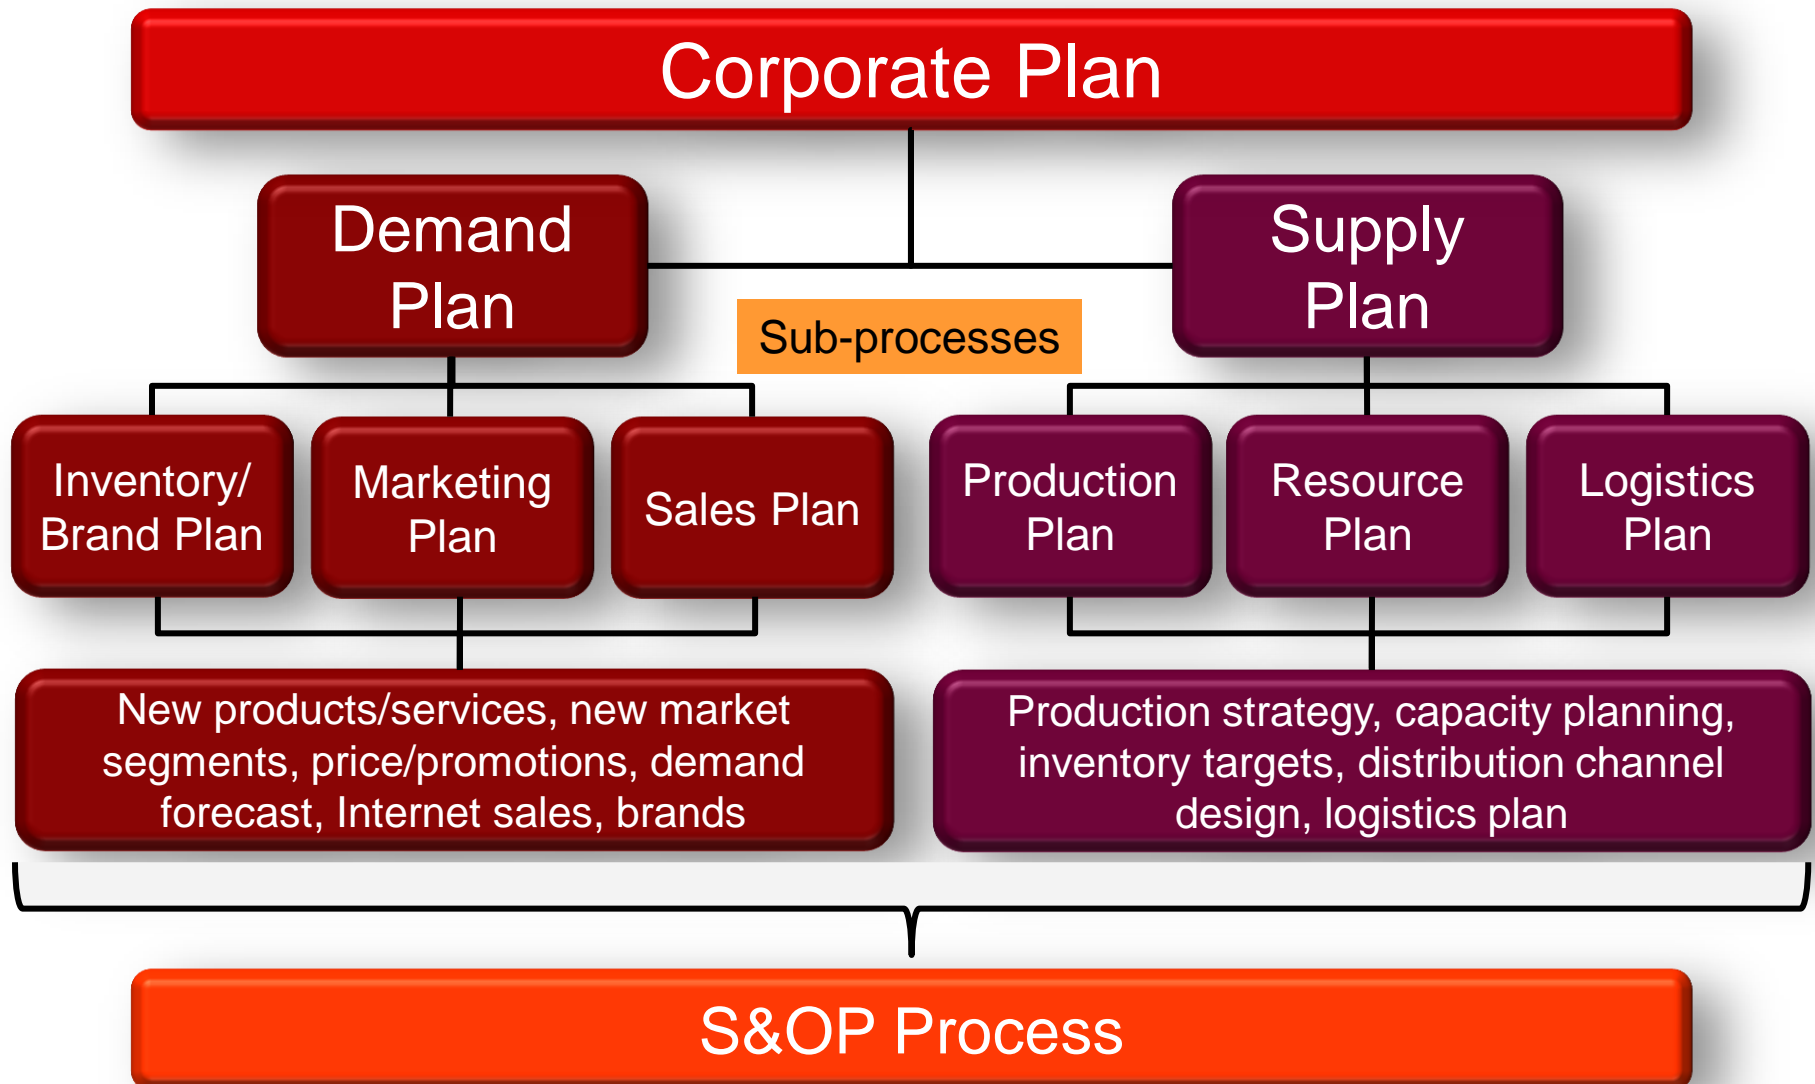 Corporate Plan
Demand
Plan
Supply
Plan
Sub-processes
Inventory/
Brand Plan
Marketing
Plan
Sales Plan
Production
Plan
Resource
Plan
Logistics
Plan
New products/services, new market
segments, price/promotions, demand
forecast, Internet sales, brands
Production strategy, capacity planning,
inventory targets, distribution channel
design, logistics plan
S&OP Process